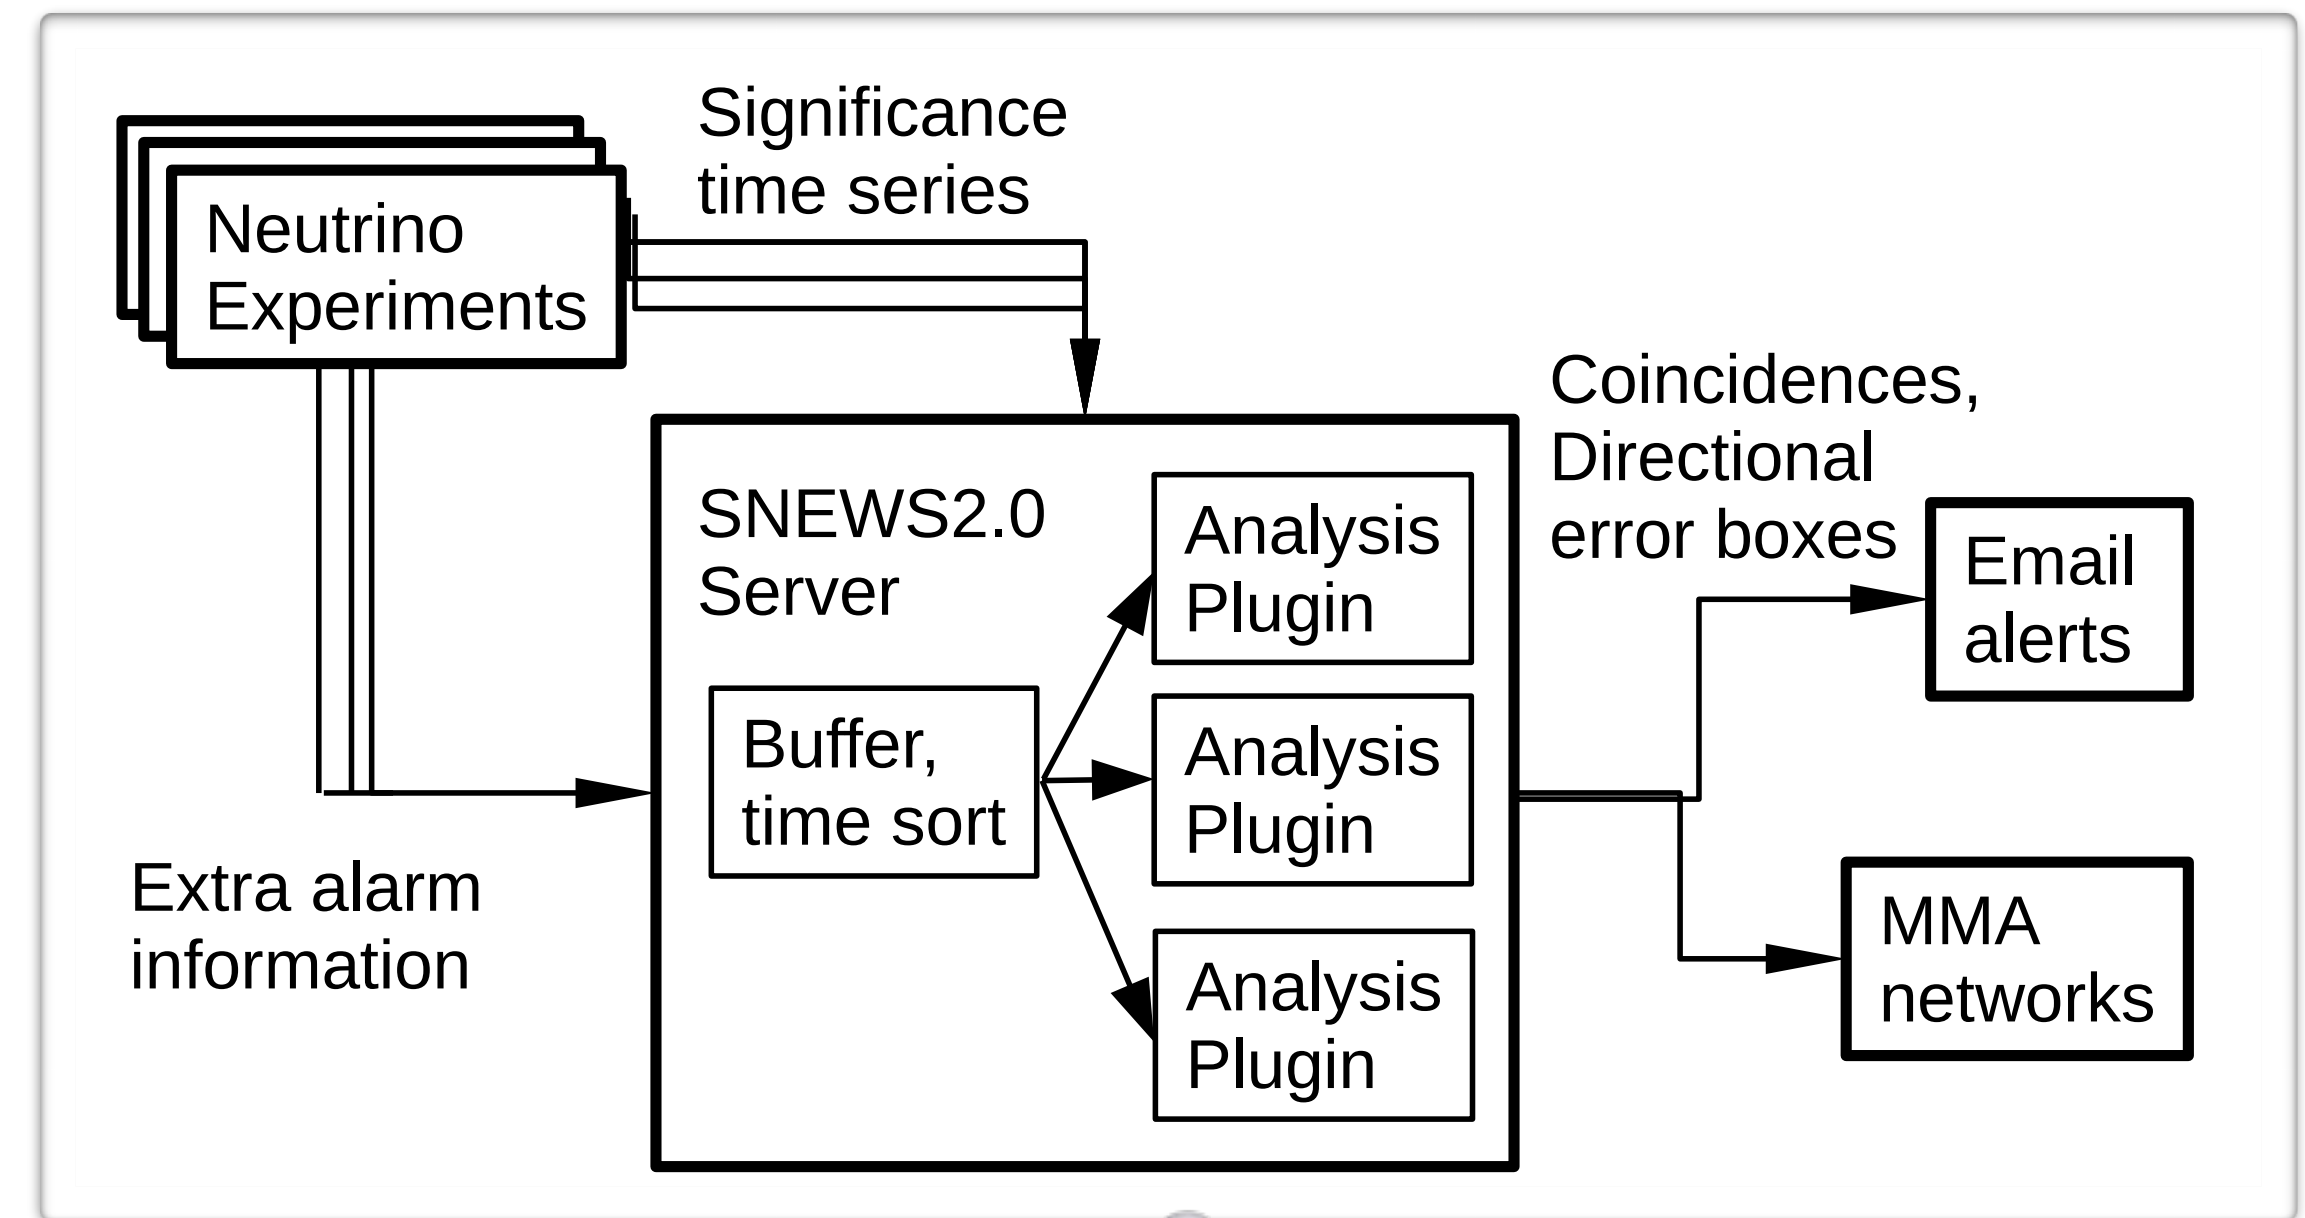 Significance
time series
Neutrino
Experiments
Coincidences,
Directional
error boxes
SNEWS2.0
Server
Analysis
Plugin
Email
alerts
Buffer,
time sort
Analysis
Plugin
Extra alarm
information
MMA
networks
Analysis
Plugin